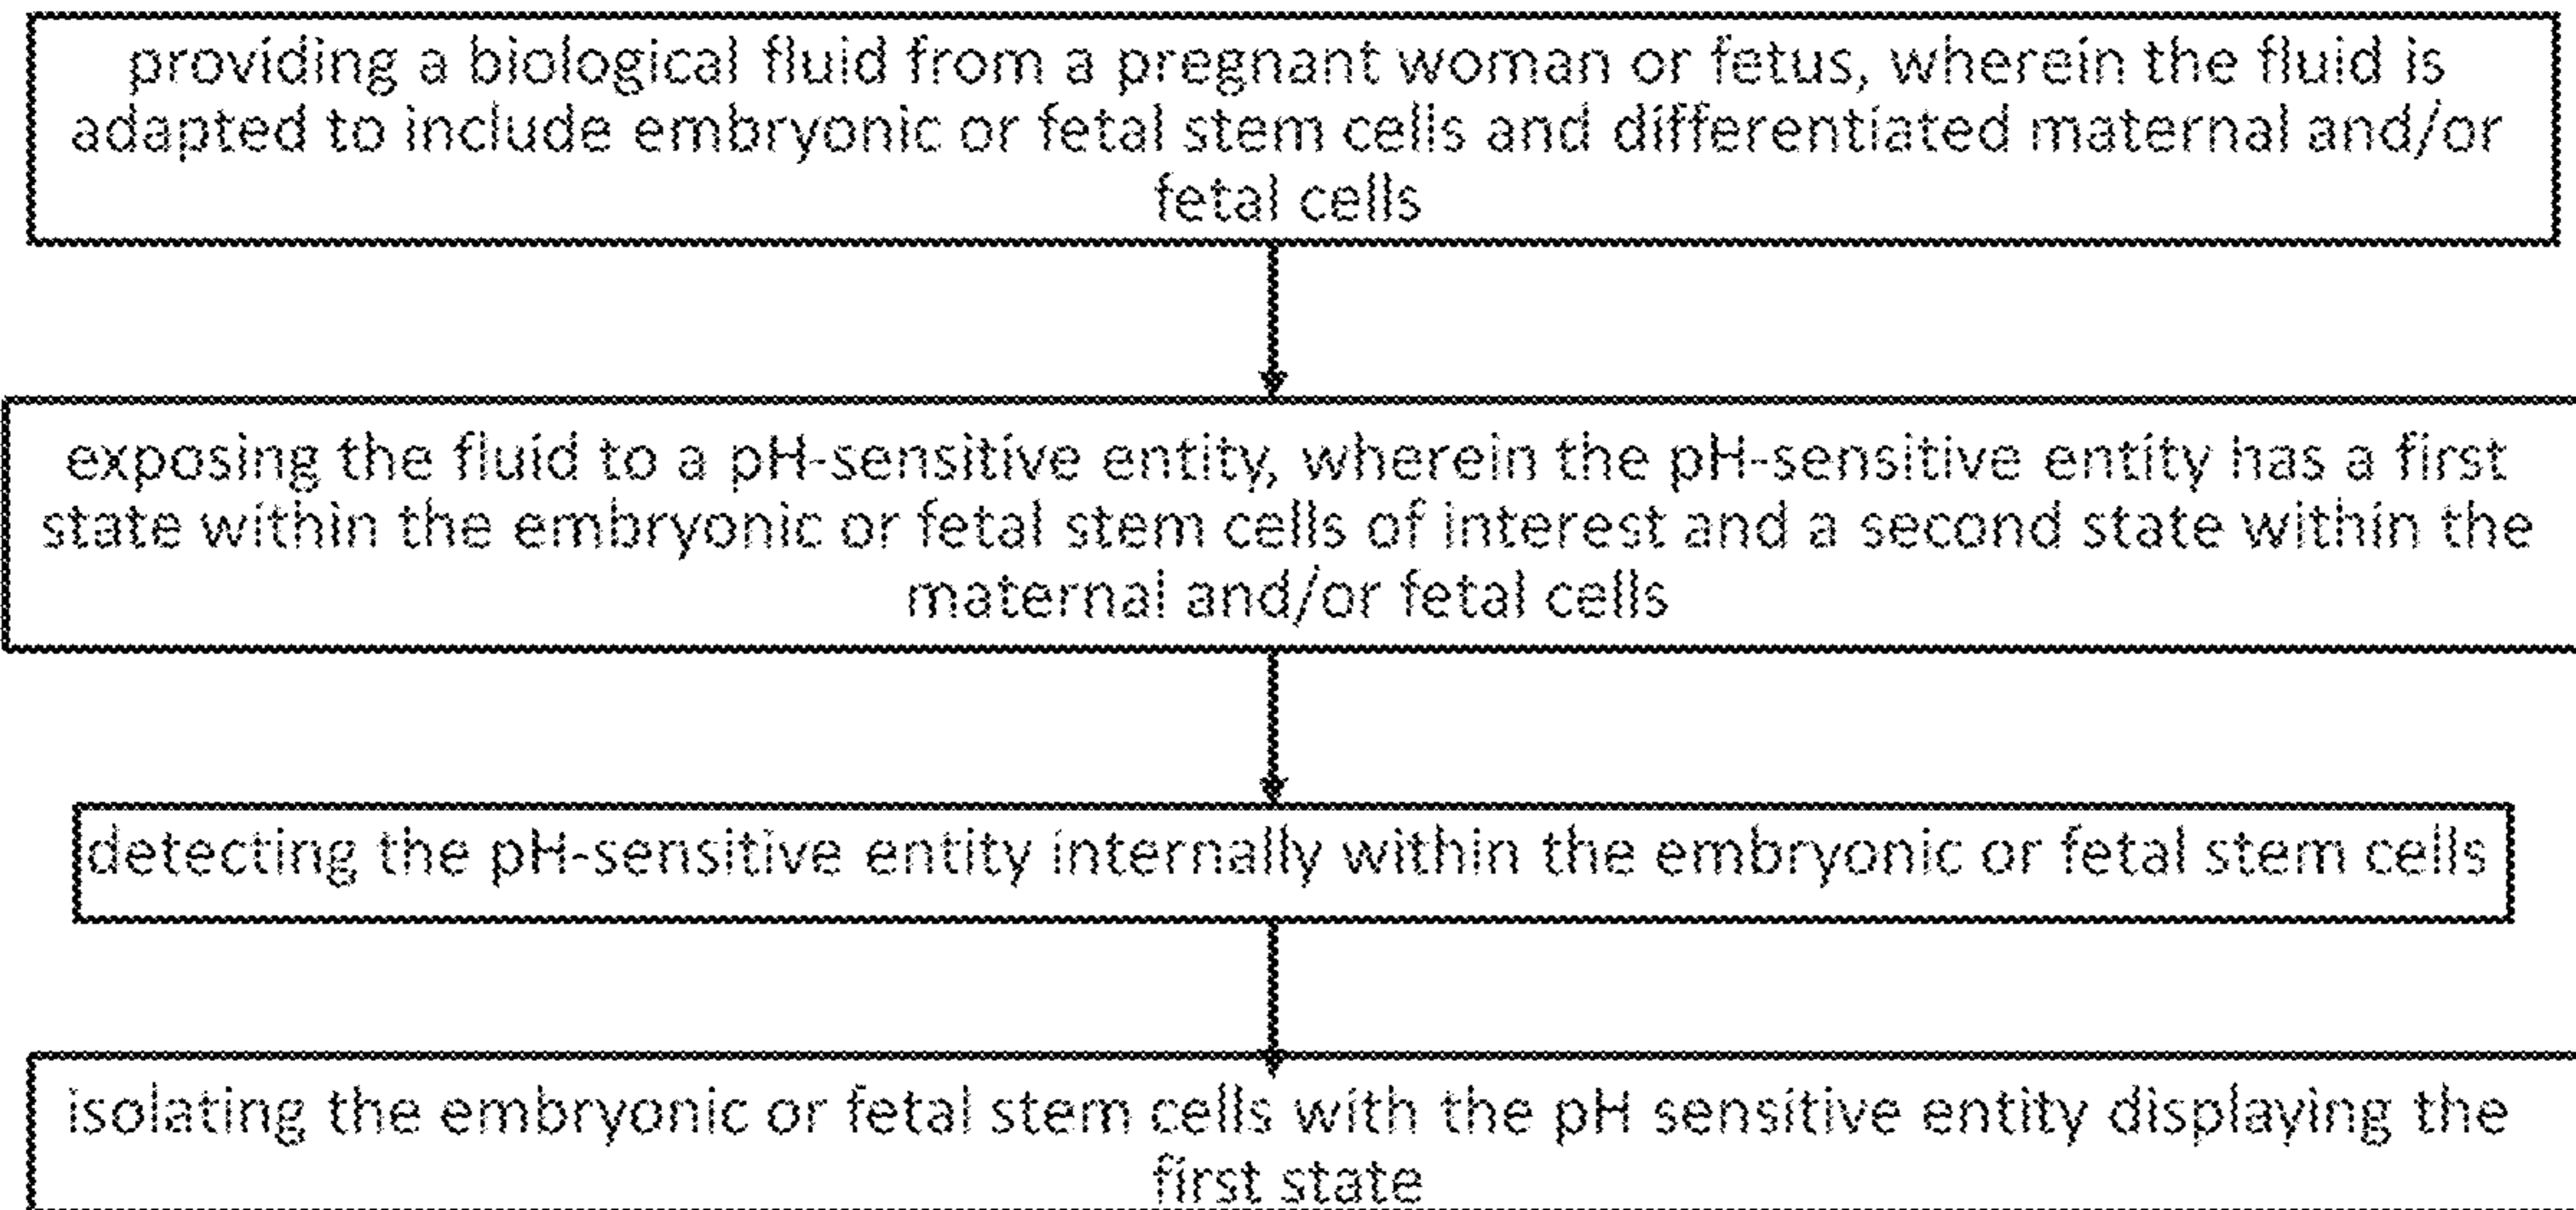 providing a biological fluid from a pregnant woman or fetus, wherein the fluid is
adapted to include embryonic or fetal stem cells and differentiated maternal and/or
fetal cells
exposing the fluid to a pH-sensitive entity, wherein the pH-sensitive entity has a first
state within the embryonic or fetal stem cells of interest and a second state within the
maternal and/or fetal cells
detecting the pH-sensitive entity internally within the embryonic or fetal stem cells
isolating the embryonic or fetal stem cells with the pH sensitive entity displaying the
first state